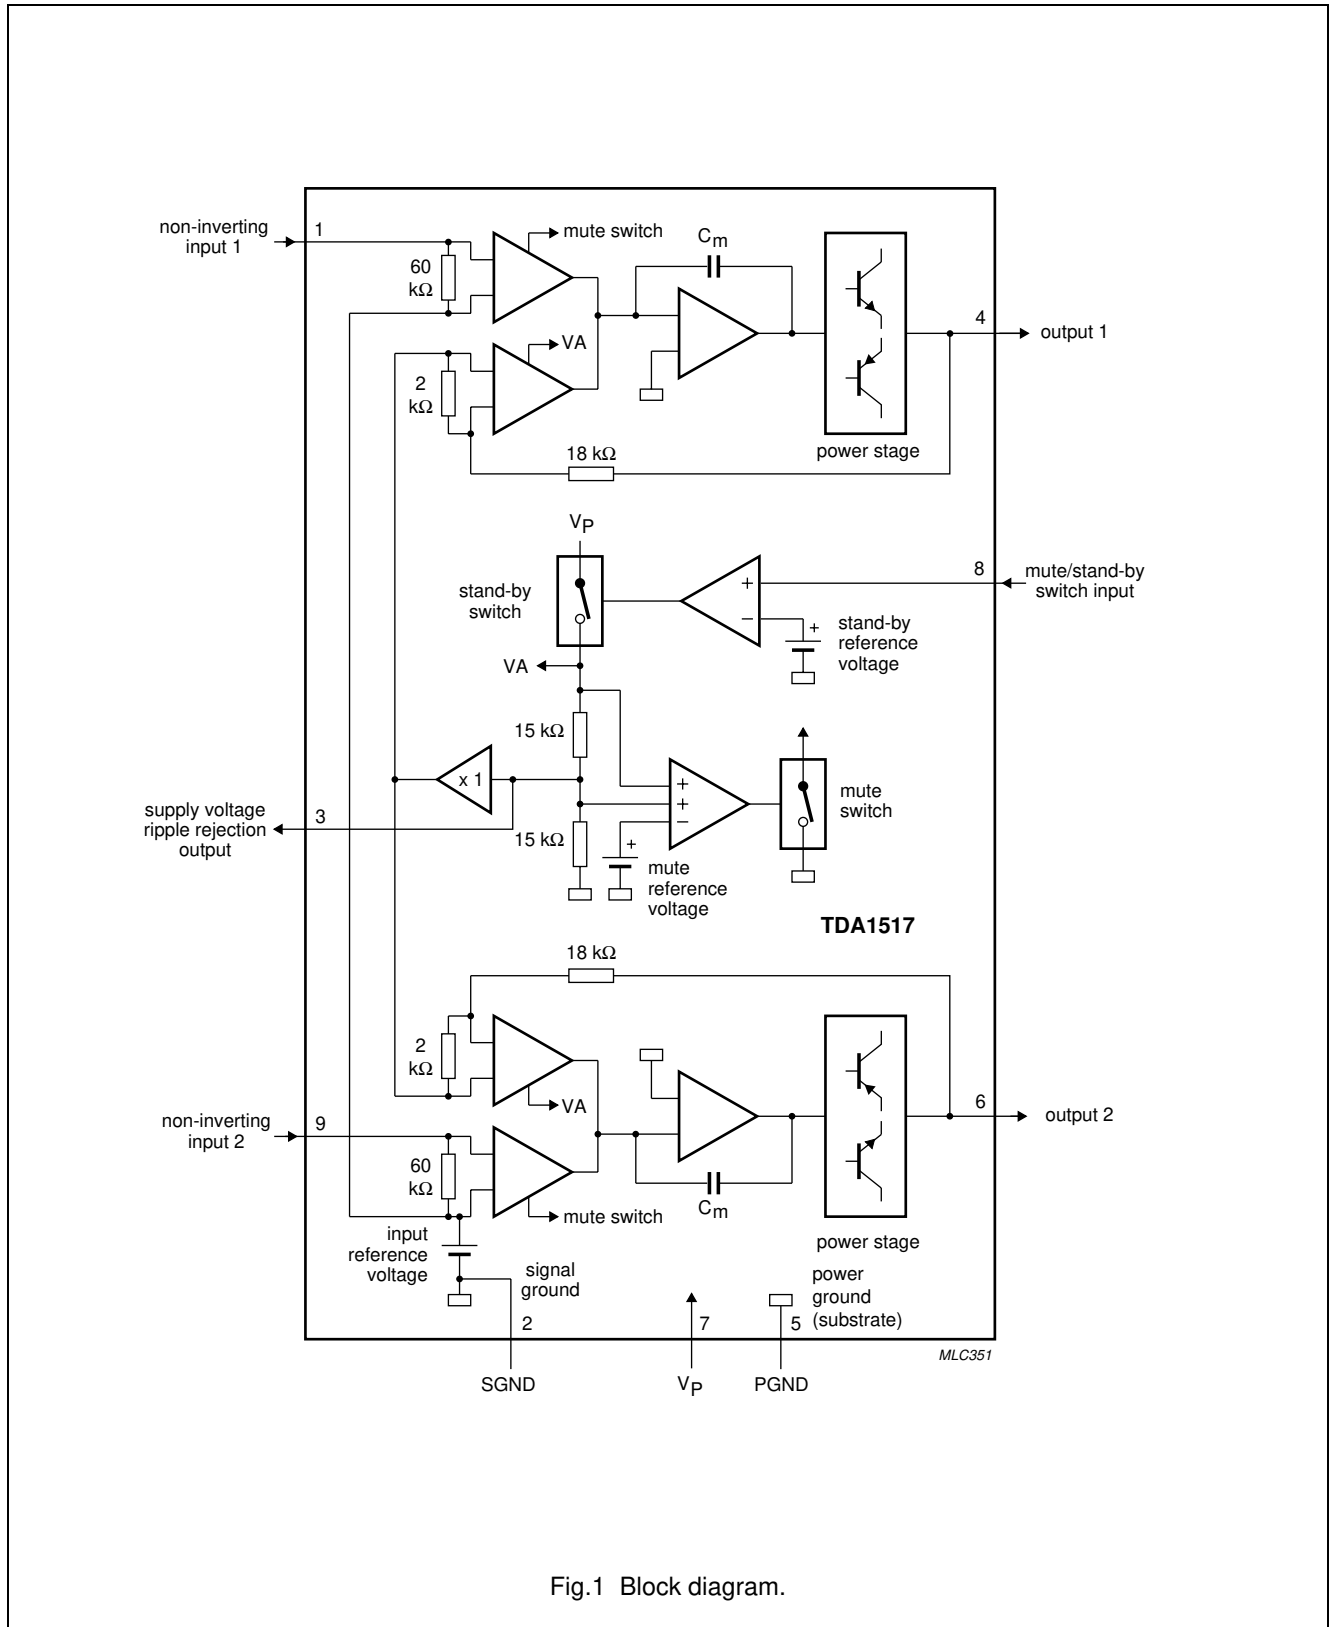 non-inverting
input 1
1
60
kΩ
mute switch
Cm
4
output 1
VA
2
kΩ
power stage
18 kΩ
VP
stand-by
switch
8
mute/stand-by
switch input
+
−
+
stand-by
reference
voltage
VA
15 kΩ
x 1
+
+
−
mute
switch
supply voltage
ripple rejection
output
3
15 kΩ
+
mute
reference
voltage
TDA1517
18 kΩ
2
kΩ
VA
6
output 2
non-inverting
input 2
9
60
kΩ
Cm
mute switch
input
reference
voltage
power stage
signal
ground
power
ground
(substrate)
2
7
5
MLC351
SGND
VP
PGND
Fig.1 Block diagram.